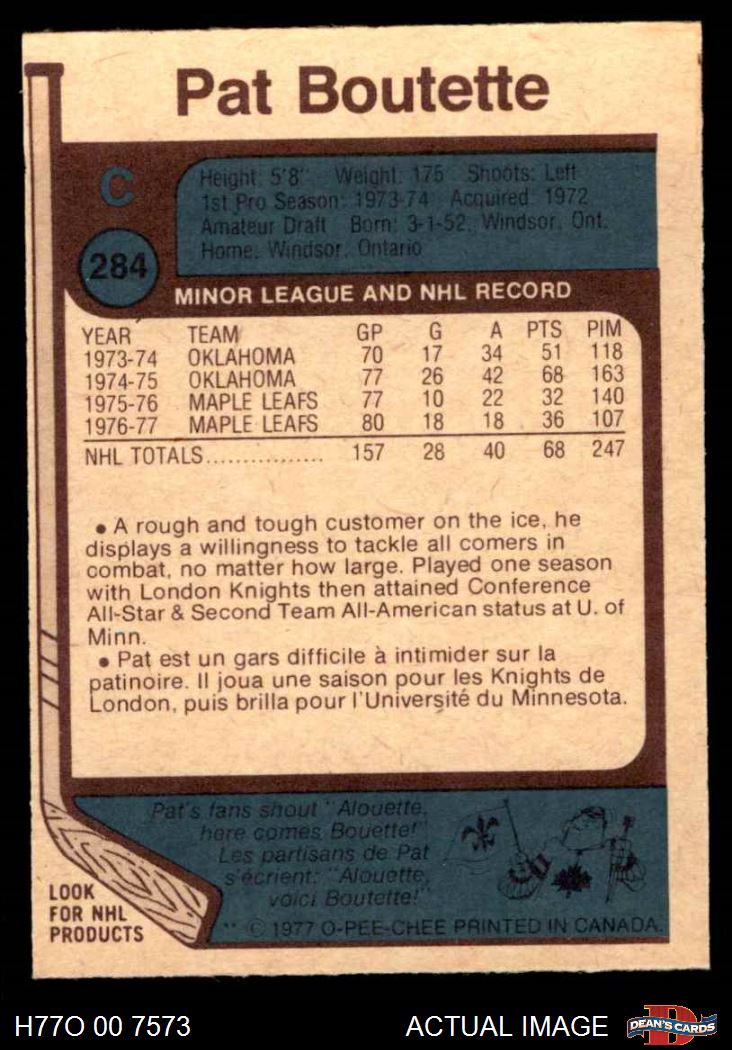 Pat Boutette
C
284
Height: 5'8" Weight: 175 Shoots: Left
1st Pro Season: 1973-74 Acquired: 1972
Amateur Draft Born: 3-1-52, Windsor, Ont.
Home: Windsor, Ontario
MINOR LEAGUE AND NHL RECORD
YEAR TEAM GP G A PTS PIM
1973-74 OKLAHOMA 70 17 34 51 118
1974-75 OKLAHOMA 77 26 42 68 163
1975-76 MAPLE LEAFS 77 10 22 32 140
1976-77 MAPLE LEAFS 80 18 18 36 107
NHL TOTALS................ 157 28 40 68 247
• A rough and tough customer on the ice, he
displays a willingness to tackle all comers in
combat, no matter how large. Played one season
with London Knights then attained Conference
All-Star & Second Team All-American status at U. of
Minn.
• Pat est un gars difficile à intimider sur la
patinoire. Il joua une saison pour les Knights de
London, puis brilla pour l'Université du Minnesota.
Pat's fans shout "Alouette,
here comes Bouette!"
Les partisans de Pat
s'écrient: "Alouette,
voici Boutette!"
LOOK
FOR NHL
PRODUCTS
** © 1977 O-PEE-CHEE PRINTED IN CANADA.
H77O 00 7573
ACTUAL IMAGE
D
DEAN'S CARDS